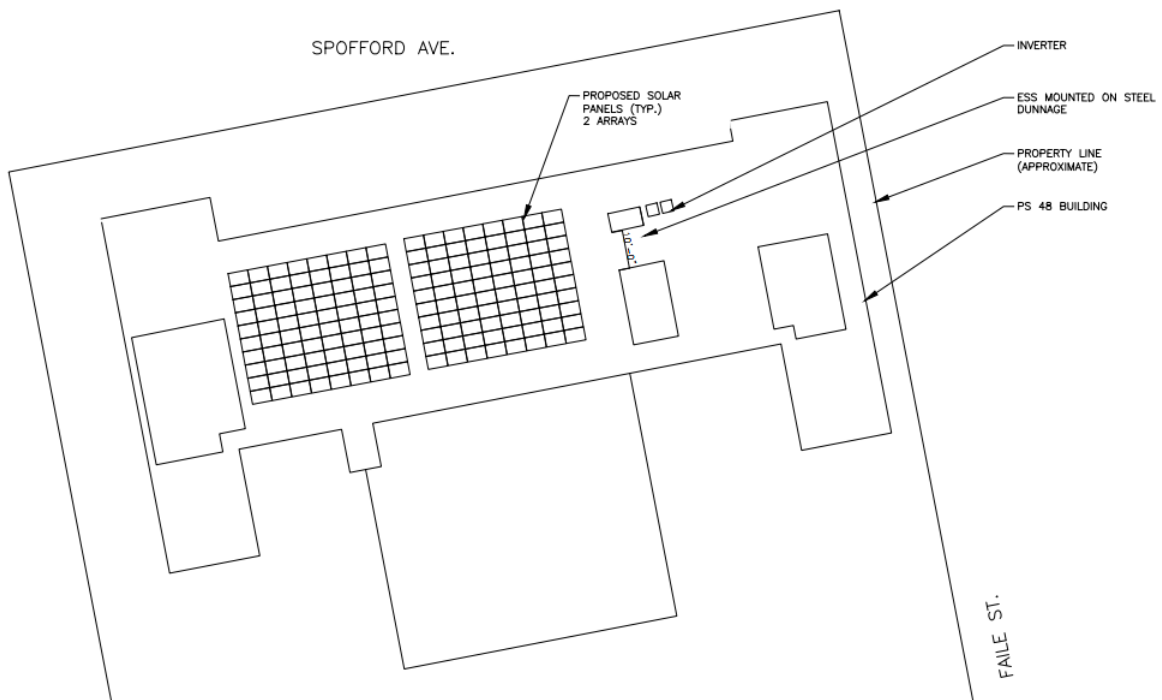 SPOFFORD AVE.
INVERTER
PROPOSED SOLAR
PANELS (TYP.)
2 ARRAYS
ESS MOUNTED ON STEEL
DUNNAGE
PROPERTY LINE
(APPROXIMATE)
PS 48 BUILDING
FAILE ST.